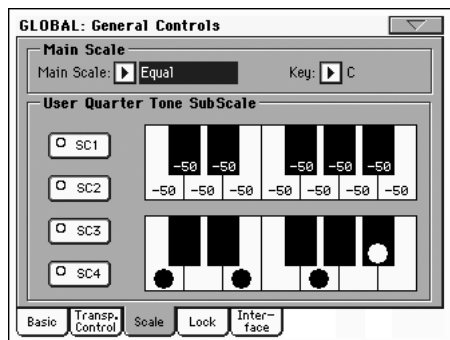 GLOBAL: General Controls
Main Scale
Main Scale: Equal Key: C
User Quarter Tone SubScale
SC1
-50 -50 -50 -50 -50
-50 -50 -50 -50 -50 -50 -50
SC2
SC3
SC4
Basic Transp. Control Scale Lock Inter-face